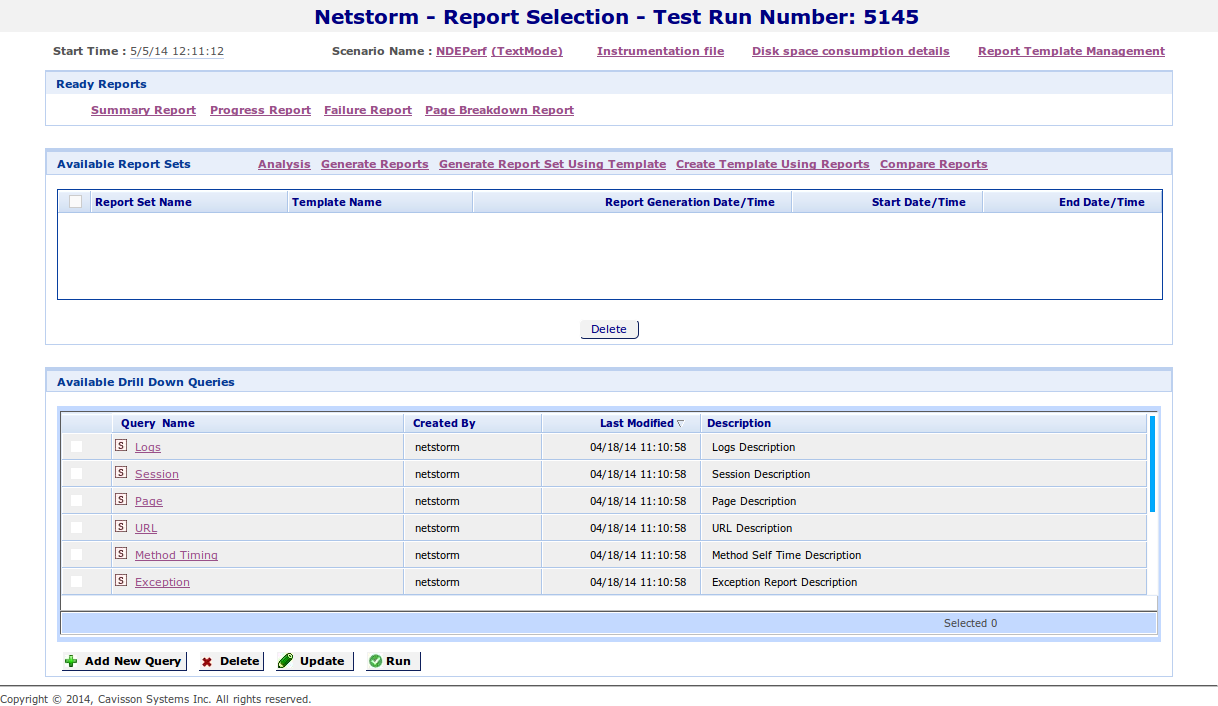 Netstorm - Report Selection - Test Run Number: 5145
Start Time : 5/5/14 12:11:12 Scenario Name : NDEPerf (TextMode) Instrumentation file Disk space consumption details Report Template Management
Ready Reports
Summary Report Progress Report Failure Report Page Breakdown Report
Available Report Sets Analysis Generate Reports Generate Report Set Using Template Create Template Using Reports Compare Reports
Report Set Name Template Name Report Generation Date/Time Start Date/Time End Date/Time
Delete
Available Drill Down Queries
Query Name Created By Last Modified Description
S Logs netstorm 04/18/14 11:10:58 Logs Description
S Session netstorm 04/18/14 11:10:58 Session Description
S Page netstorm 04/18/14 11:10:58 Page Description
S URL netstorm 04/18/14 11:10:58 URL Description
S Method Timing netstorm 04/18/14 11:10:58 Method Self Time Description
S Exception netstorm 04/18/14 11:10:58 Exception Report Description
Selected 0
Add New Query Delete Update Run
Copyright © 2014, Cavisson Systems Inc. All rights reserved.